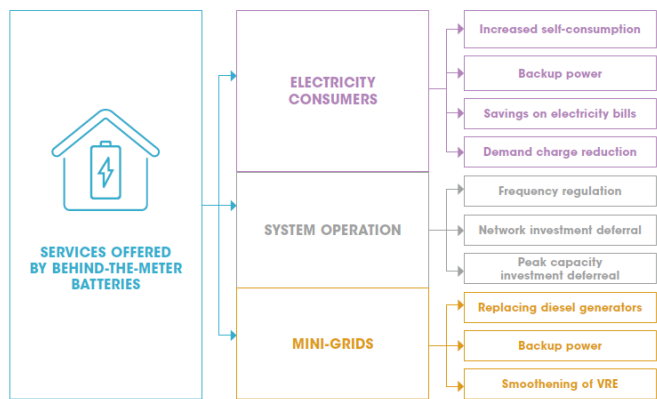 SERVICES OFFERED
BY BEHIND-THE-METER
BATTERIES
ELECTRICITY
CONSUMERS
Increased self-consumption
Backup power
Savings on electricity bills
Demand charge reduction
SYSTEM OPERATION
Frequency regulation
Network investment deferral
Peak capacity
investment deferreal
MINI-GRIDS
Replacing diesel generators
Backup power
Smoothening of VRE